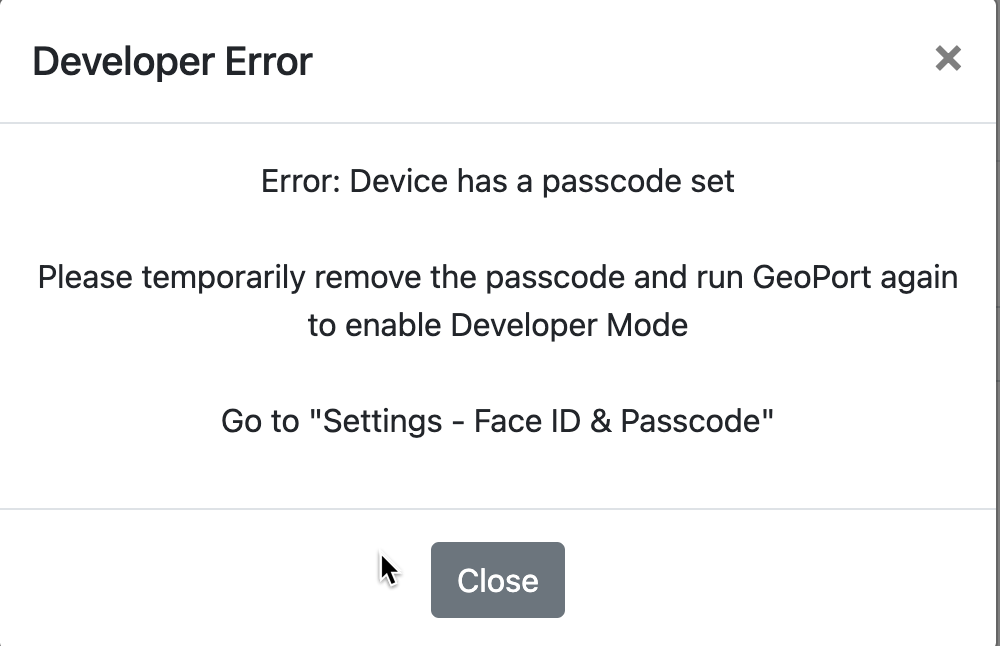 Developer Error
Error: Device has a passcode set
Please temporarily remove the passcode and run GeoPort again
to enable Developer Mode
Go to "Settings - Face ID & Passcode"
Close